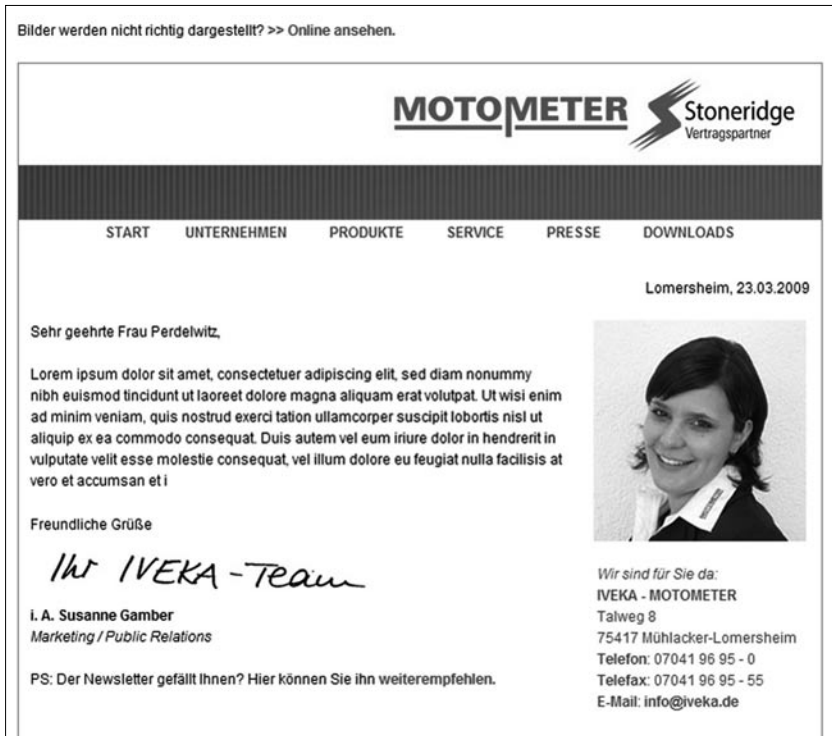 Bilder werden nicht richtig dargestellt? >> Online ansehen.
MOTOMETER
Stoneridge
Vertragspartner
START UNTERNEHMEN PRODUKTE SERVICE PRESSE DOWNLOADS
Lomersheim, 23.03.2009
Sehr geehrte Frau Perdelwitz,
Lorem ipsum dolor sit amet, consectetuer adipiscing elit, sed diam nonummy
nibh euismod tincidunt ut laoreet dolore magna aliquam erat volutpat. Ut wisi enim
ad minim veniam, quis nostrud exerci tation ullamcorper suscipit lobortis nisl ut
aliquip ex ea commodo consequat. Duis autem vel eum iriure dolor in hendrerit in
vulputate velit esse molestie consequat, vel illum dolore eu feugiat nulla facilisis at
vero et accumsan et i
Freundliche Grüße
Ihr IVEKA-Team
i. A. Susanne Gamber
Marketing / Public Relations
PS: Der Newsletter gefällt Ihnen? Hier können Sie ihn weiterempfehlen.
MOTOMETER
Wir sind für Sie da:
IVEKA - MOTOMETER
Talweg 8
75417 Mühlacker-Lomersheim
Telefon: 07041 96 95 - 0
Telefax: 07041 96 95 - 55
E-Mail: info@iveka.de